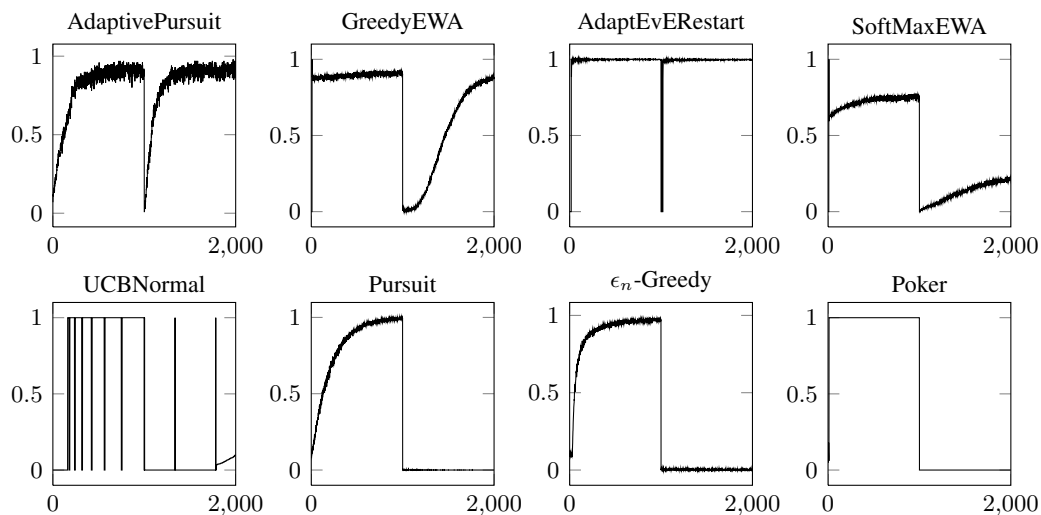 AdaptivePursuit GreedyEWA AdaptEvERestart SoftMaxEWA
1 1 1 1
0.5 0.5 0.5 0.5
0 0 0 0
0 2,000 0 2,000 0 2,000 0 2,000
UCBNormal Pursuit ϵn-Greedy Poker
1 1 1 1
0.5 0.5 0.5 0.5
0 0 0 0
0 2,000 0 2,000 0 2,000 0 2,000